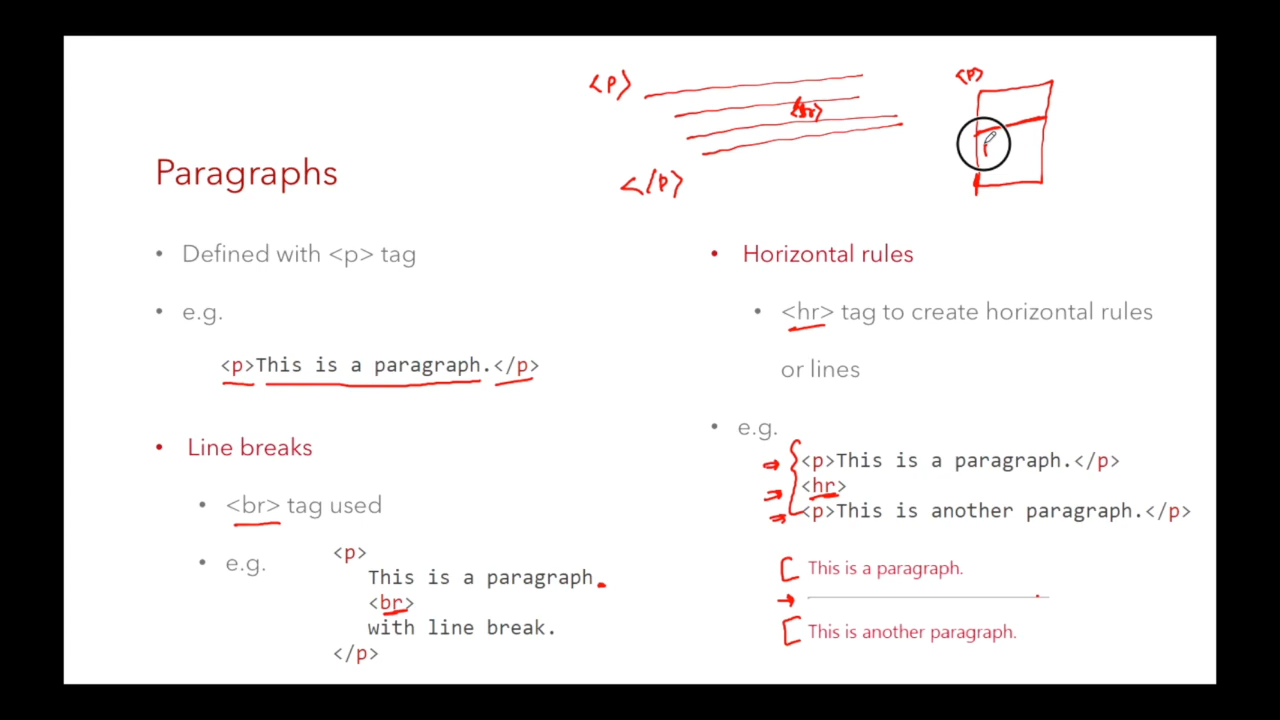 <p>
<br>
</p>
<p>
Paragraphs
• Defined with <p> tag
• e.g.
<p>This is a paragraph.</p>
• Line breaks
• <br> tag used
• e.g.
<p>
This is a paragraph.
<br>
with line break.
</p>
• Horizontal rules
• <hr> tag to create horizontal rules
or lines
• e.g.
<p>This is a paragraph.</p>
<hr>
<p>This is another paragraph.</p>
This is a paragraph.
This is another paragraph.